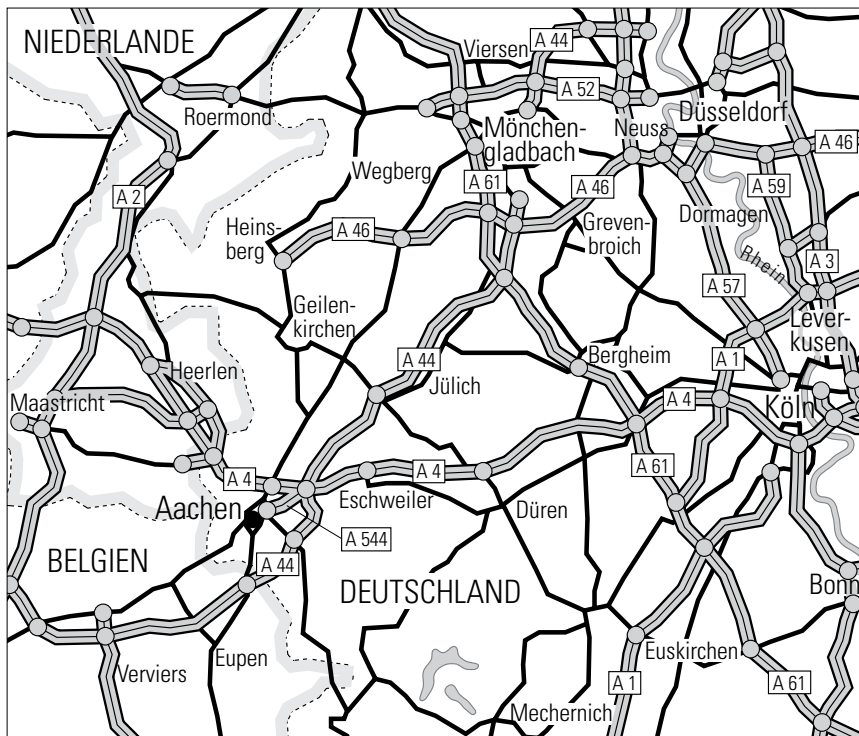 NIEDERLANDE
Viersen
A 44
A 52
Roermond
Mönchen-
gladbach
Neuss
Düsseldorf
A 46
Wegberg
A 61
A 46
A 59
A 2
Heins-
berg
A 46
Greven-
broich
Dormagen
Rhein
A 3
Geilen-
kirchen
A 57
Lever-
kusen
A 44
Bergheim
A 1
Heerlen
Jülich
Maastricht
A 4
Köln
A 4
A 4
Eschweiler
A 61
Aachen
Düren
A 544
A 44
BELGIEN
DEUTSCHLAND
Bonn
Verviers
Eupen
Euskirchen
A 1
A 61
Mechernich